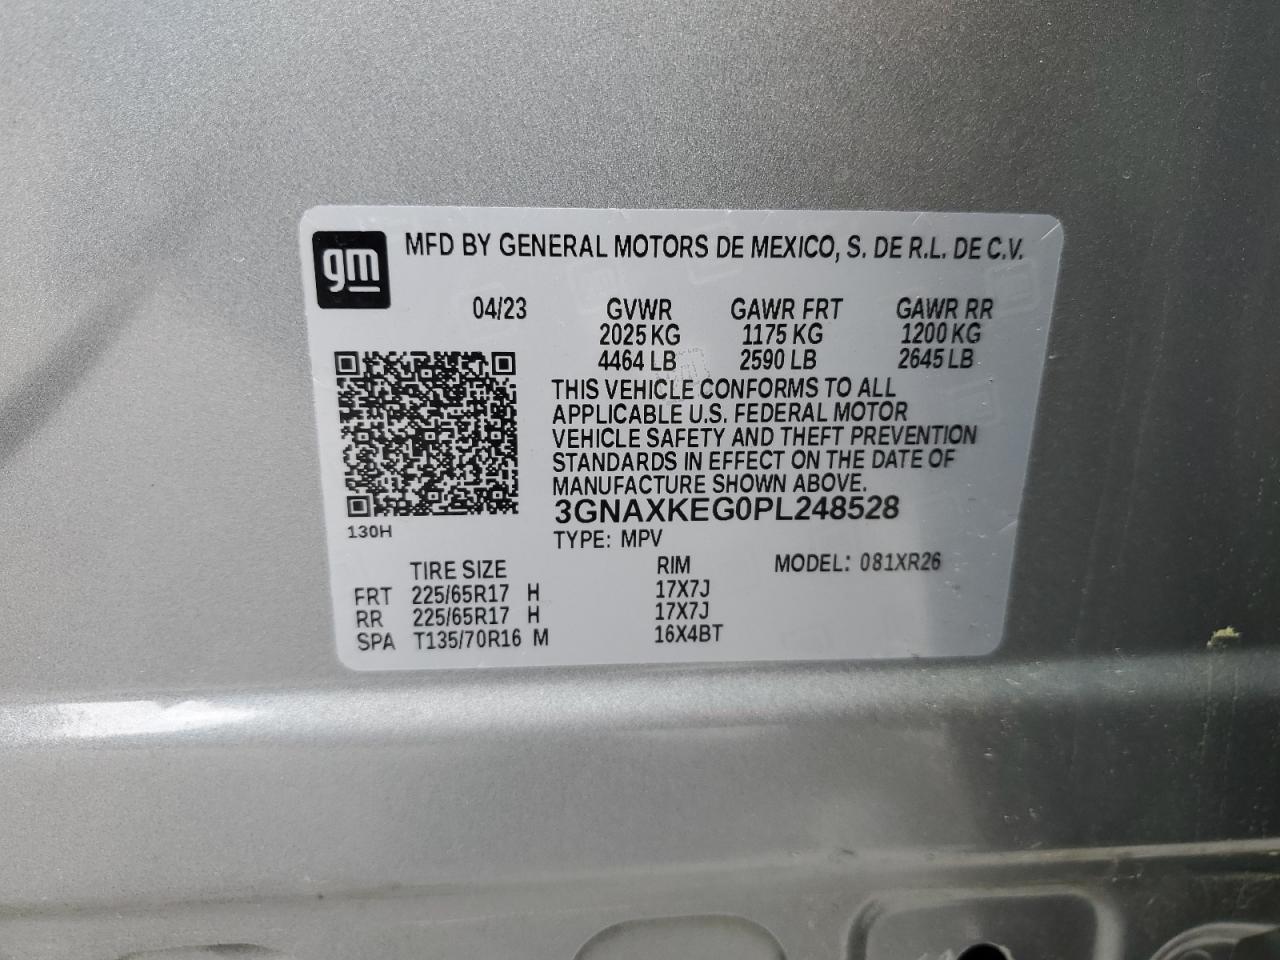 gm
MFD BY GENERAL MOTORS DE MEXICO, S. DE R.L. DE C.V.
04/23 GVWR GAWR FRT GAWR RR
2025 KG 1175 KG 1200 KG
4464 LB 2590 LB 2645 LB
THIS VEHICLE CONFORMS TO ALL
APPLICABLE U.S. FEDERAL MOTOR
VEHICLE SAFETY AND THEFT PREVENTION
STANDARDS IN EFFECT ON THE DATE OF
MANUFACTURE SHOWN ABOVE.
3GNAXKEG0PL248528
130H
TYPE: MPV
TIRE SIZE RIM MODEL: 081XR26
FRT 225/65R17 H 17X7J
RR 225/65R17 H 17X7J
SPA T135/70R16 M 16X4BT